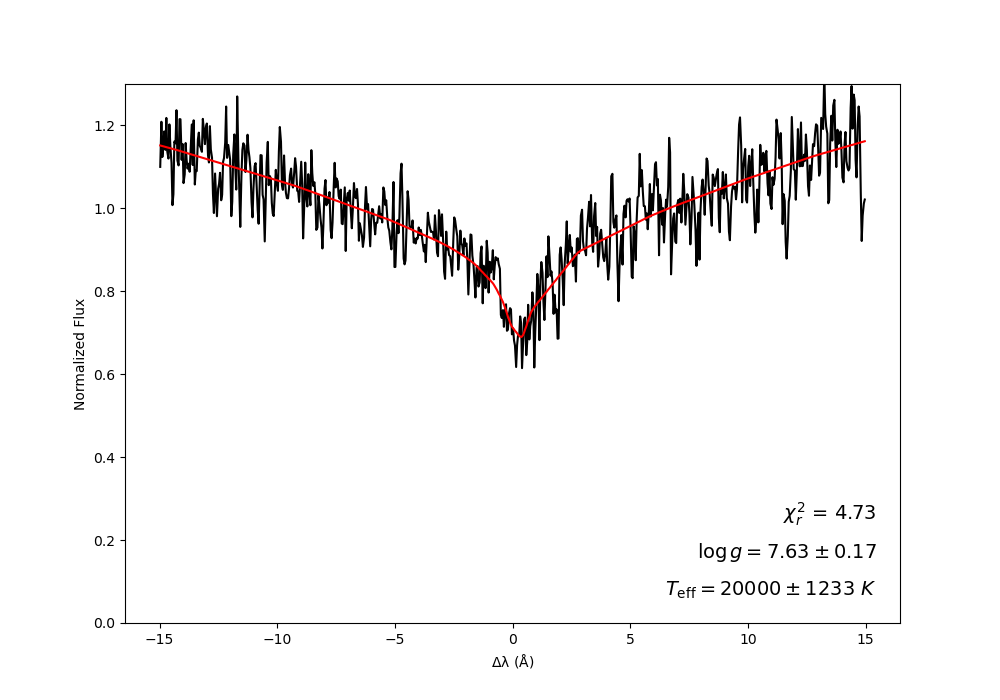 1.2
1.0
0.8
0.6
0.4
0.2
0.0
Normalized Flux
χ²ᵣ = 4.73
log g = 7.63 ± 0.17
T_eff = 20000 ± 1233 K
−15 −10 −5 0 5 10 15
Δλ (Å)